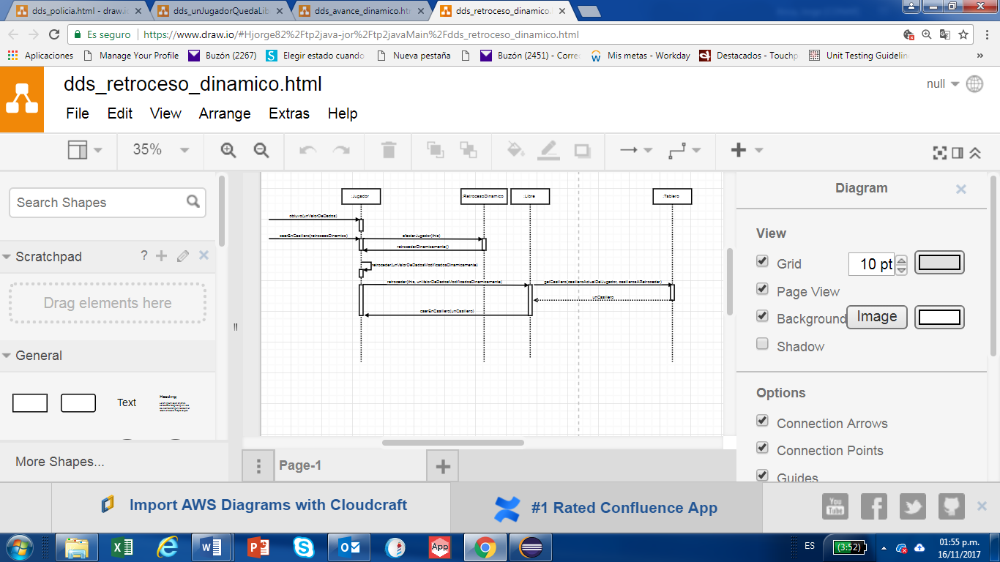 dds_policia.html - draw.io
dds_unJugadorQuedaLib
dds_avance_dinamico.htm
dds_retroceso_dinamico.
Es seguro
https://www.draw.io/#Hjorge82%2Ftp2java-jor%2Ftp2javaMain%2Fdds_retroceso_dinamico.html
Aplicaciones
Manage Your Profile
Buzón (2267)
Elegir estado cuando
Nueva pestaña
Buzón (2451) - Corre
Mis metas - Workday
Destacados - Touchp
Unit Testing Guidelin
»
dds_retroceso_dinamico.html
null
File Edit View Arrange Extras Help
35%
Search Shapes
Scratchpad
?
Drag elements here
General
Text
Heading
More Shapes...
:Jugador
:RetrocesoDinamico
:Libre
:Tablero
obtuvo(unValorDeDados)
caerEnCasillero(retrocesoDinamico)
afectarJugador(this)
retrocederDinamicamente()
retroceder(unValorDeDadosModificadosDinamicamente)
retroceder(this, unValorDeDadosModificadosDinamicamente)
getCasillero(casilleroActualDelJugador, casillerosARetroceder)
unCasillero
caerEnCasillero(unCasillero)
Page-1
Diagram
View
Grid
10 pt
Page View
Background
Image
Shadow
Options
Connection Arrows
Connection Points
Guides
Import AWS Diagrams with Cloudcraft
#1 Rated Confluence App
You
Tube
App
ES
(3:52)
01:55 p.m.
16/11/2017